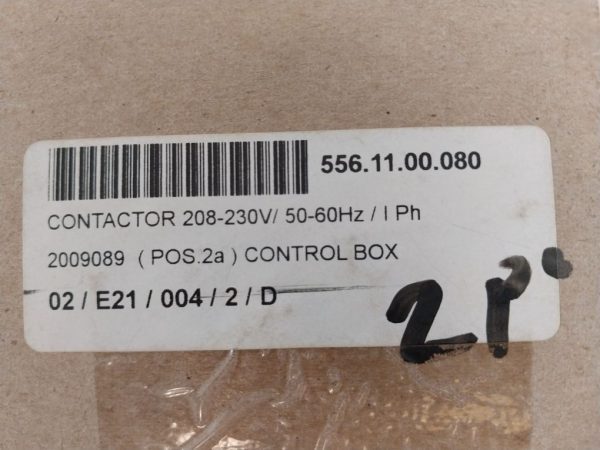 556.11.00.080
CONTACTOR 208-230V/ 50-60Hz / I Ph
2009089 ( POS.2a ) CONTROL BOX
02 / E21 / 004 / 2 / D
2P